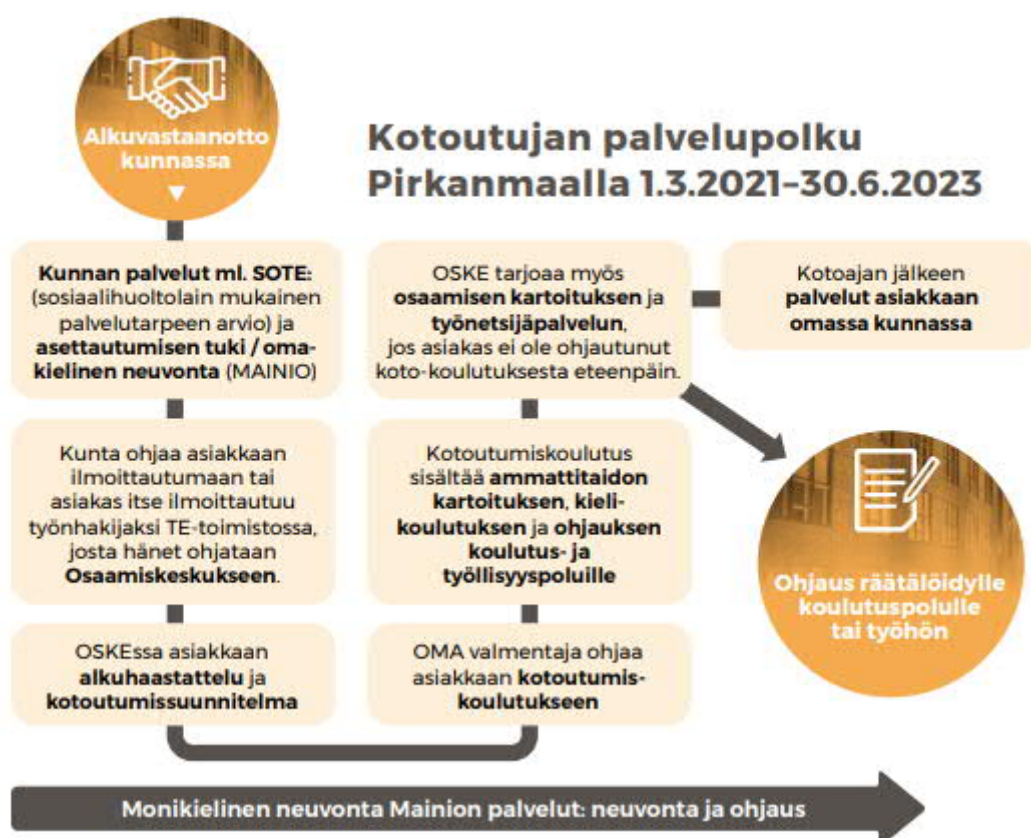 Alkuvastaanotto
kunnassa
Kotoutujan palvelupolku
Pirkanmaalla 1.3.2021–30.6.2023
Kunnan palvelut ml. SOTE:
(sosiaalihuoltolain mukainen
palvelutarpeen arvio) ja
asettautumisen tuki / oma-
kielinen neuvonta (MAINIO)
Kunta ohjaa asiakkaan
ilmoittautumaan tai
asiakas itse ilmoittautuu
työnhakijaksi TE-toimistossa,
josta hänet ohjataan
Osaamiskeskukseen.
OSKEssa asiakkaan
alkuhaastattelu ja
kotoutumissuunnitelma
OMA valmentaja ohjaa
asiakkaan kotoutumis-
koulutukseen
Kotoutumiskoulutus
sisältää ammattitaidon
kartoituksen, kieli-
koulutuksen ja ohjauksen
koulutus- ja
työllisyyspoluille
OSKE tarjoaa myös
osaamisen kartoituksen ja
työnetsijäpalvelun,
jos asiakas ei ole ohjautunut
koto-koulutuksesta eteenpäin.
Kotoajan jälkeen
palvelut asiakkaan
omassa kunnassa
Ohjaus räätälöidylle
koulutuspolulle
tai työhön
Monikielinen neuvonta Mainion palvelut: neuvonta ja ohjaus